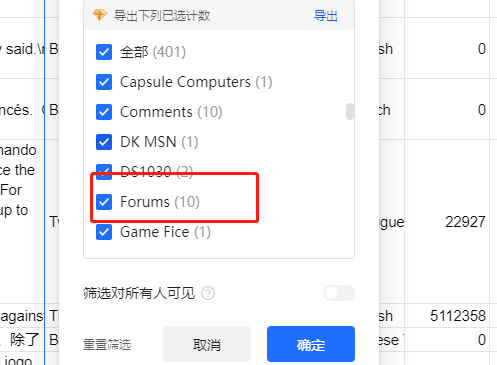 导出下列已选计数 导出
y said.\r B sh 0
全部 (401)
Capsule Computers (1)
ncés. B Comments (10) ch 0
nando DK MSN (1)
ce the DS1030 (2)
For
up to Forums (10)
Tv gue 22927
Game Fice (1)
筛选对所有人可见
agains T sh 5112358
、除了 B 重置筛选 取消 确定 ese 0